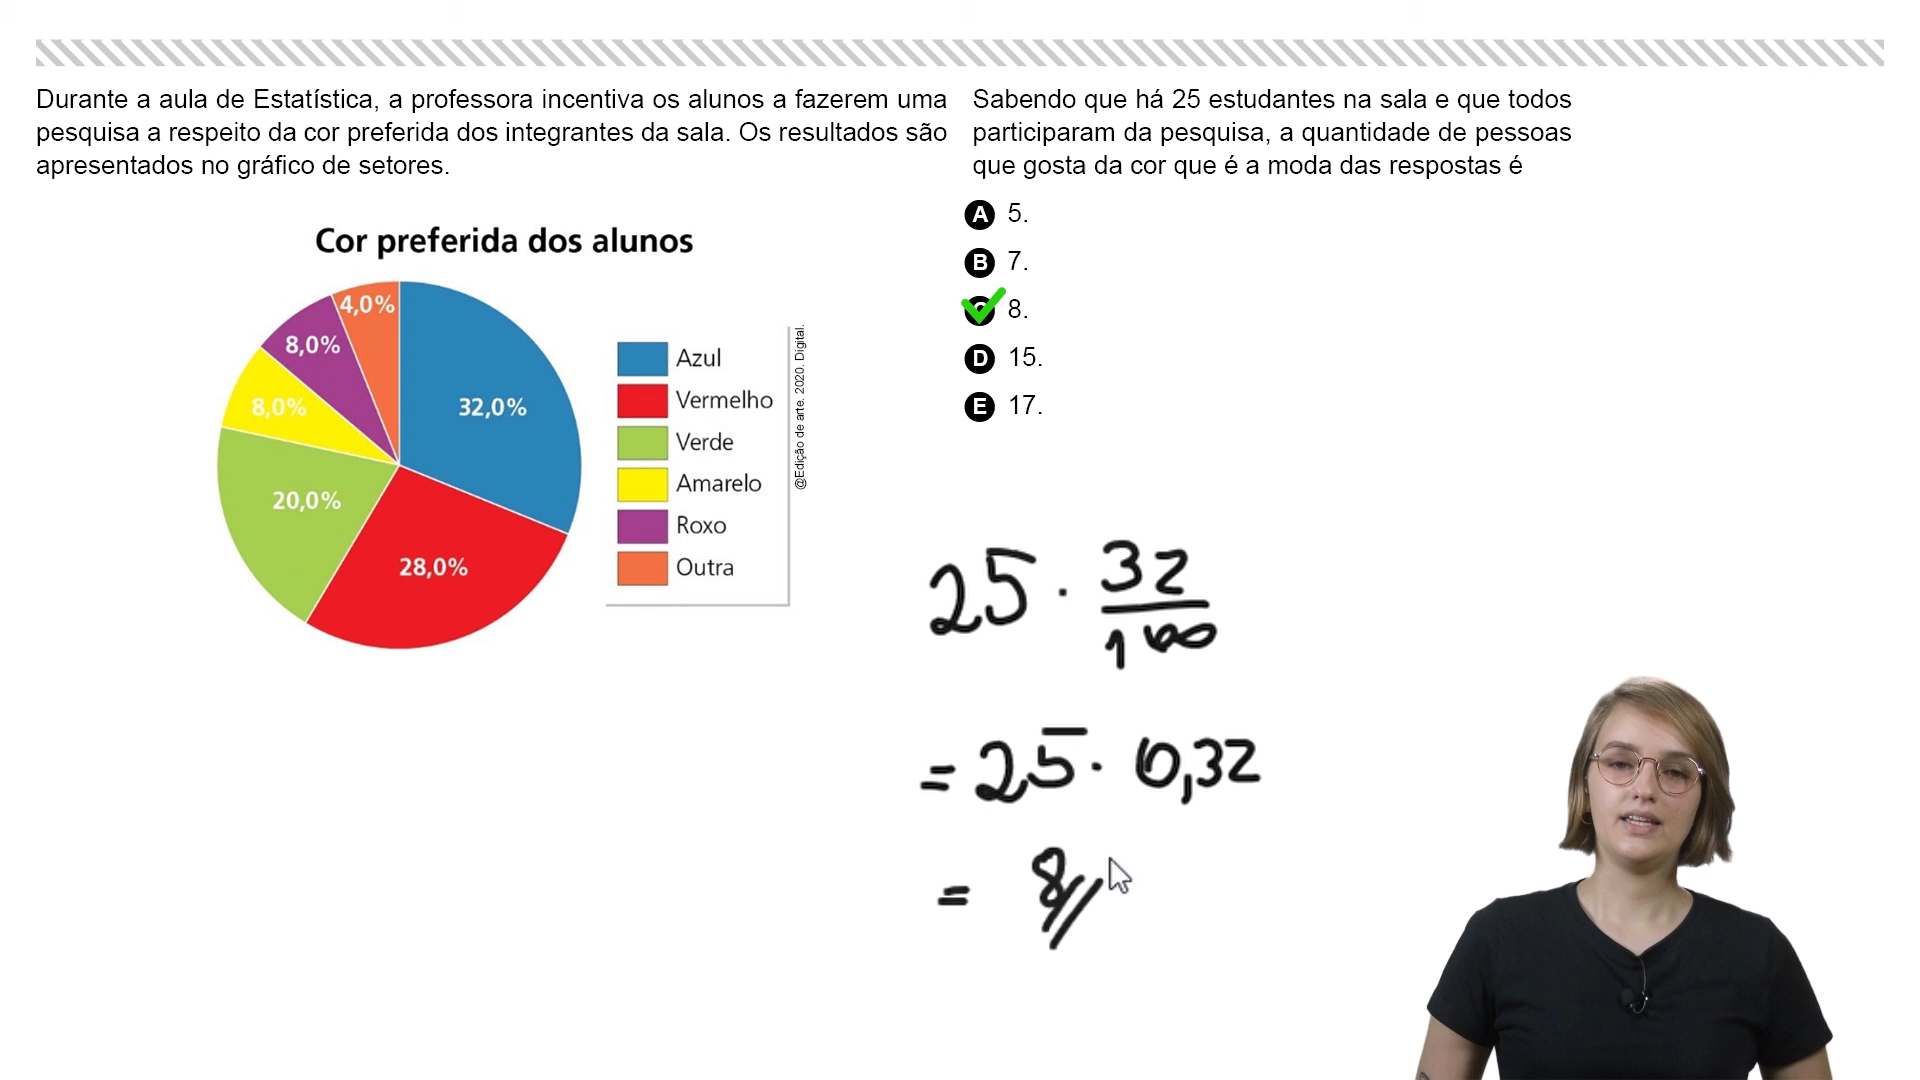 Durante a aula de Estatística, a professora incentiva os alunos a fazerem uma
pesquisa a respeito da cor preferida dos integrantes da sala. Os resultados são
apresentados no gráfico de setores.
Cor preferida dos alunos
4,0%
8,0%
8,0%
32,0%
20,0%
28,0%
Azul
Vermelho
Verde
Amarelo
Roxo
Outra
@Edição de arte. 2020. Digital.
Sabendo que há 25 estudantes na sala e que todos
participaram da pesquisa, a quantidade de pessoas
que gosta da cor que é a moda das respostas é
A 5.
B 7.
C 8.
D 15.
E 17.
25 · 32/100
= 25 · 0,32
= 8//